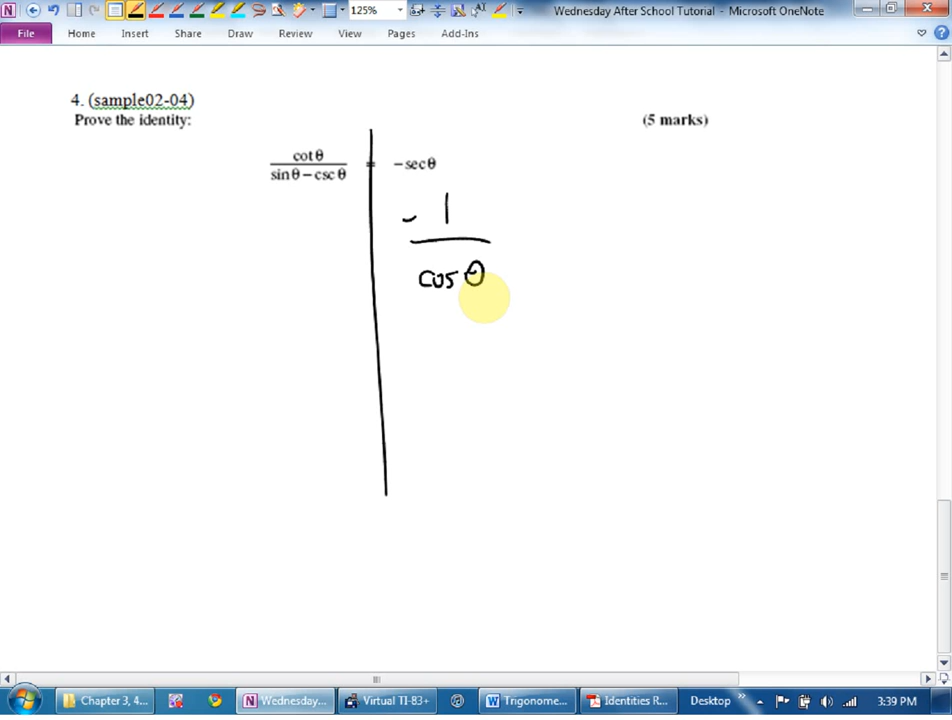 125%
Wednesday After School Tutorial - Microsoft OneNote
File Home Insert Share Draw Review View Pages Add-Ins
4. (sample02-04)
Prove the identity:
(5 marks)
cotθ
sinθ − cscθ
=
−secθ
- 1
cos θ
Chapter 3, 4... Wednesday... Virtual TI-83+ Trigonome... Identities R... Desktop » 3:39 PM